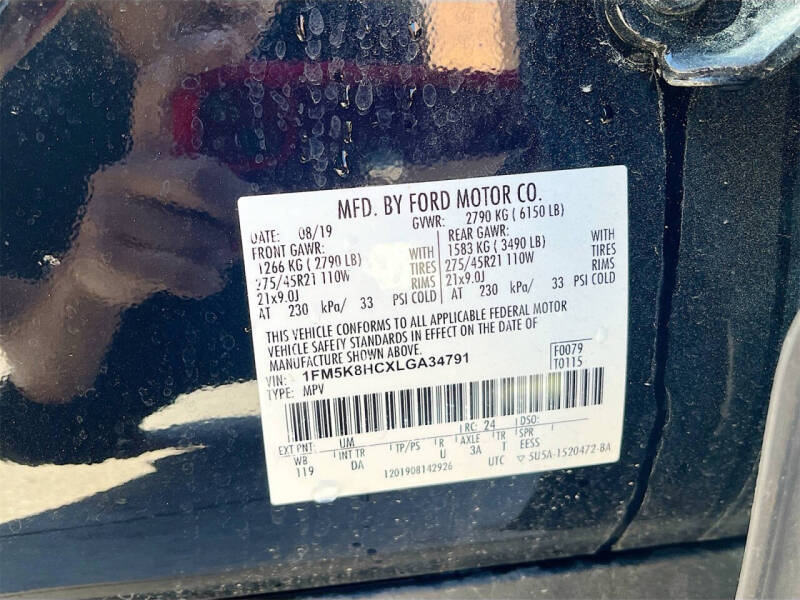 MFD. BY FORD MOTOR CO.
DATE: 08/19 GVWR: 2790 KG ( 6150 LB)
FRONT GAWR: REAR GAWR:
1266 KG ( 2790 LB) WITH 1583 KG ( 3490 LB) WITH
275/45R21 110W TIRES 275/45R21 110W TIRES
21x9.0J RIMS 21x9.0J RIMS
AT 230 kPa/ 33 PSI COLD AT 230 kPa/ 33 PSI COLD
THIS VEHICLE CONFORMS TO ALL APPLICABLE FEDERAL MOTOR
VEHICLE SAFETY STANDARDS IN EFFECT ON THE DATE OF
MANUFACTURE SHOWN ABOVE.
VIN: 1FM5K8HCXLGA34791 F0079
TYPE: MPV T0115
EXT PNT: UM RC: 24 DSO:
WB INT TR TP/PS R AXLE TR SPR
119 DA U 3A T EESS
1201908142926 UTC ▽ 5U5A-1520472-BA